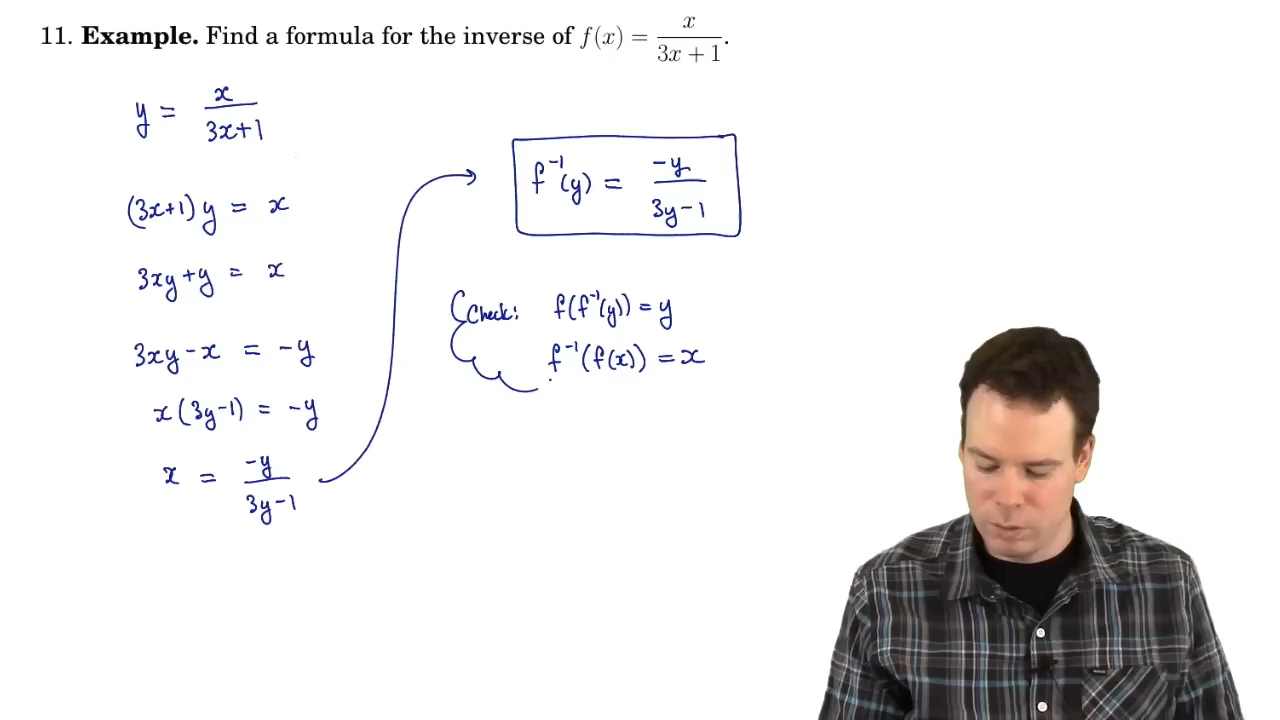 11. Example. Find a formula for the inverse of f(x) = x/(3x + 1).
y = x/(3x+1)
(3x+1)y = x
3xy+y = x
3xy-x = -y
x(3y-1) = -y
x = -y/(3y-1)
f⁻¹(y) = -y/(3y-1)
Check: f(f⁻¹(y)) = y
f⁻¹(f(x)) = x